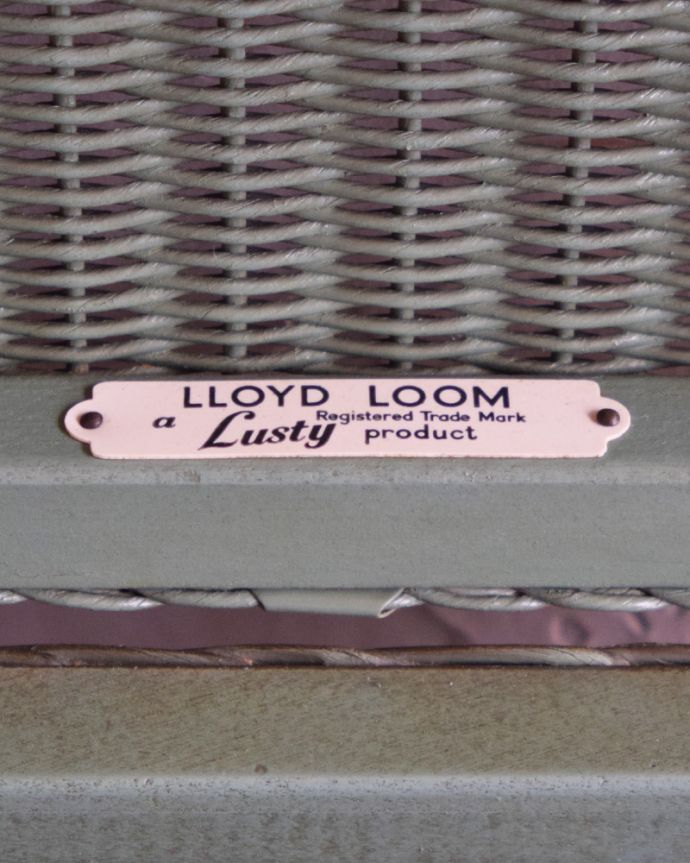 LLOYD LOOM
Registered Trade Mark
a Lusty product